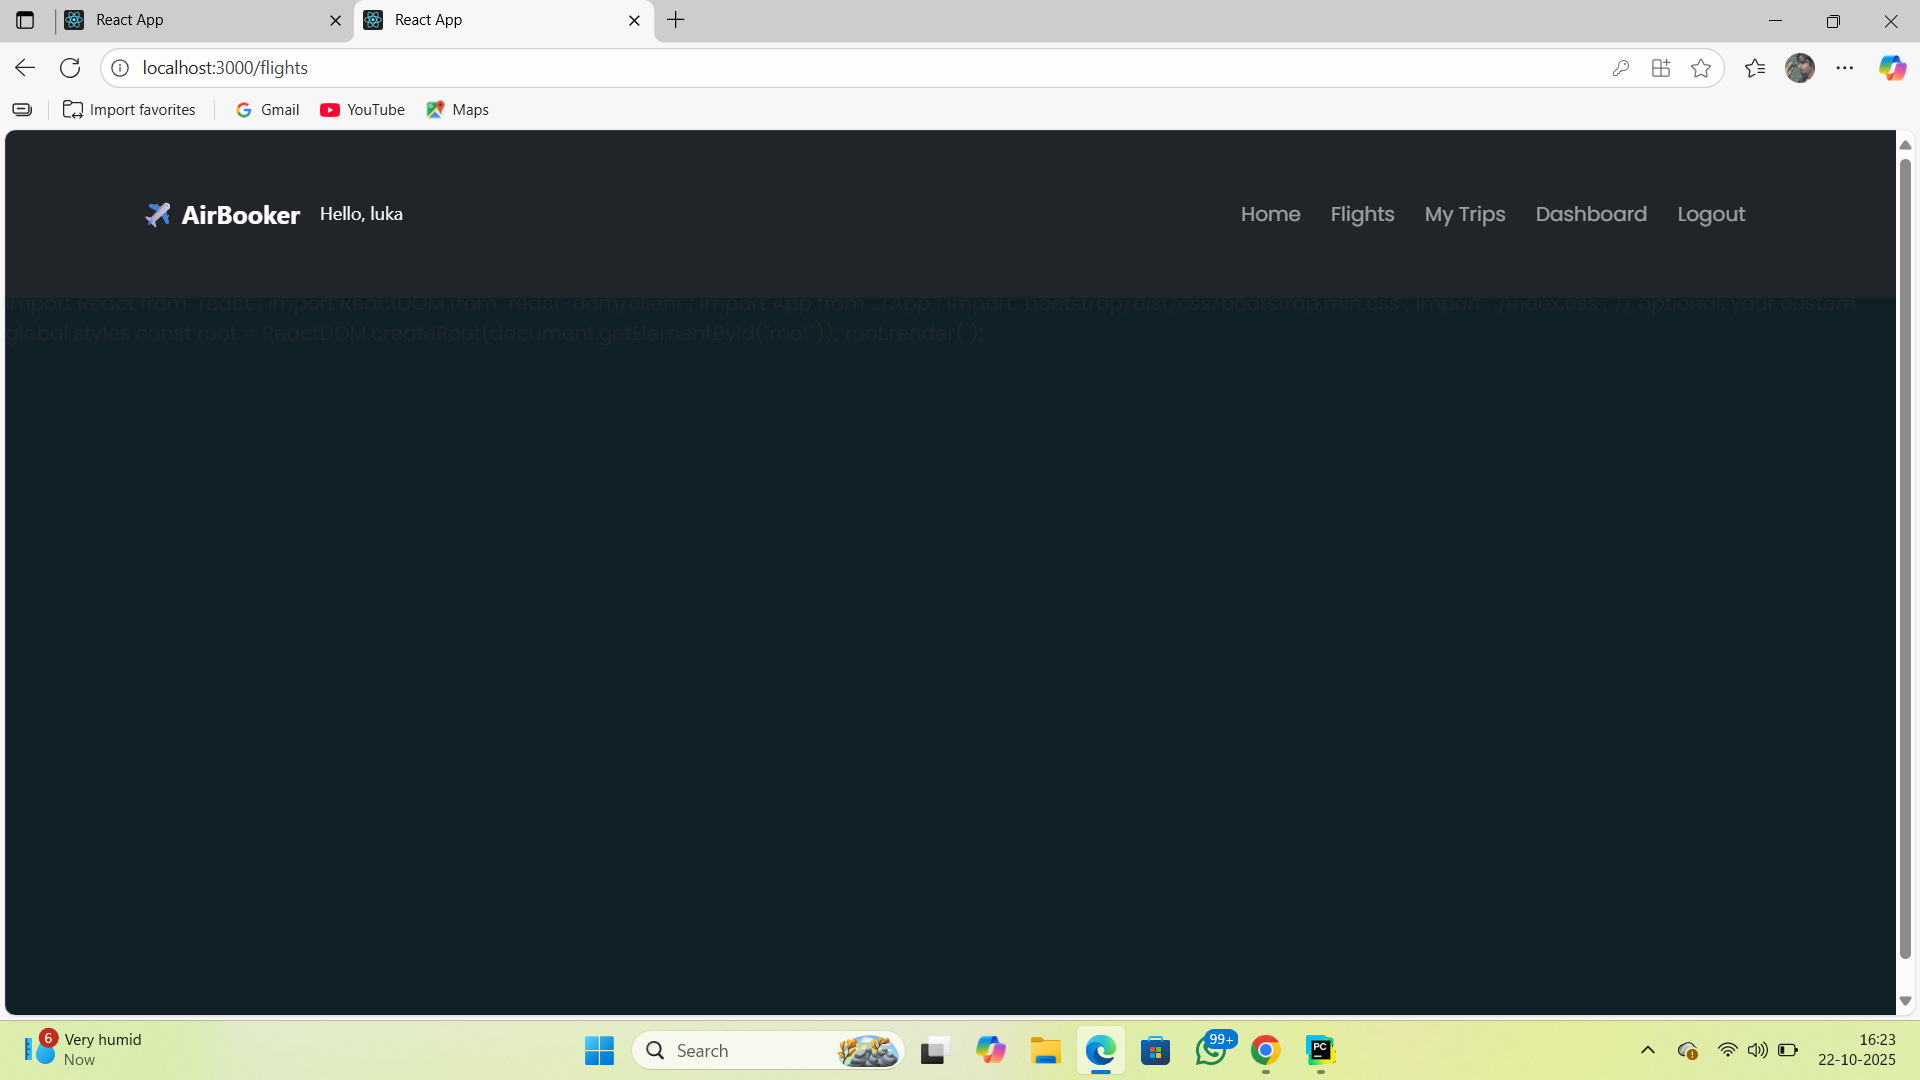 React App
React App
localhost:3000/flights
Import favorites
Gmail
YouTube
Maps
AirBooker
Hello, luka
Home
Flights
My Trips
Dashboard
Logout
import React from "react"; import ReactDOM from "react-dom/client"; import App from "./App"; import "bootstrap/dist/css/bootstrap.min.css"; import "./index.css"; // optional: your custom
global styles const root = ReactDOM.createRoot(document.getElementById("root")); root.render( );
6
Very humid
Now
Search
99+
PC
16:23
22-10-2025